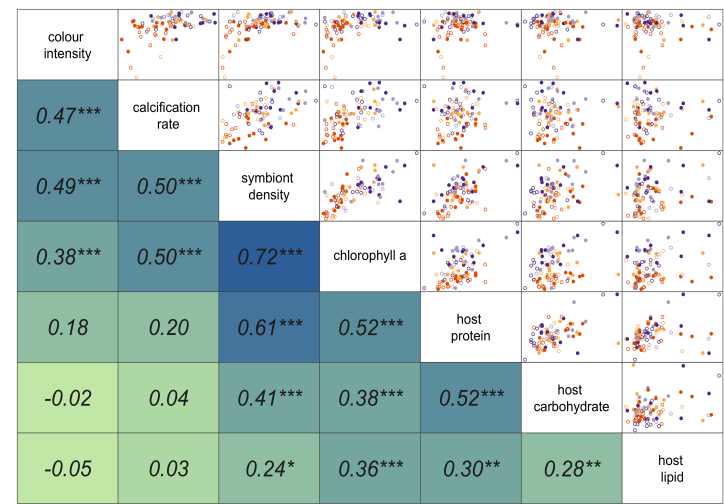 colour
intensity
0.47***
calcification
rate
0.49***
0.50***
symbiont
density
0.38***
0.50***
0.72***
chlorophyll a
0.18
0.20
0.61***
0.52***
host
protein
-0.02
0.04
0.41***
0.38***
0.52***
host
carbohydrate
-0.05
0.03
0.24*
0.36***
0.30**
0.28**
host
lipid